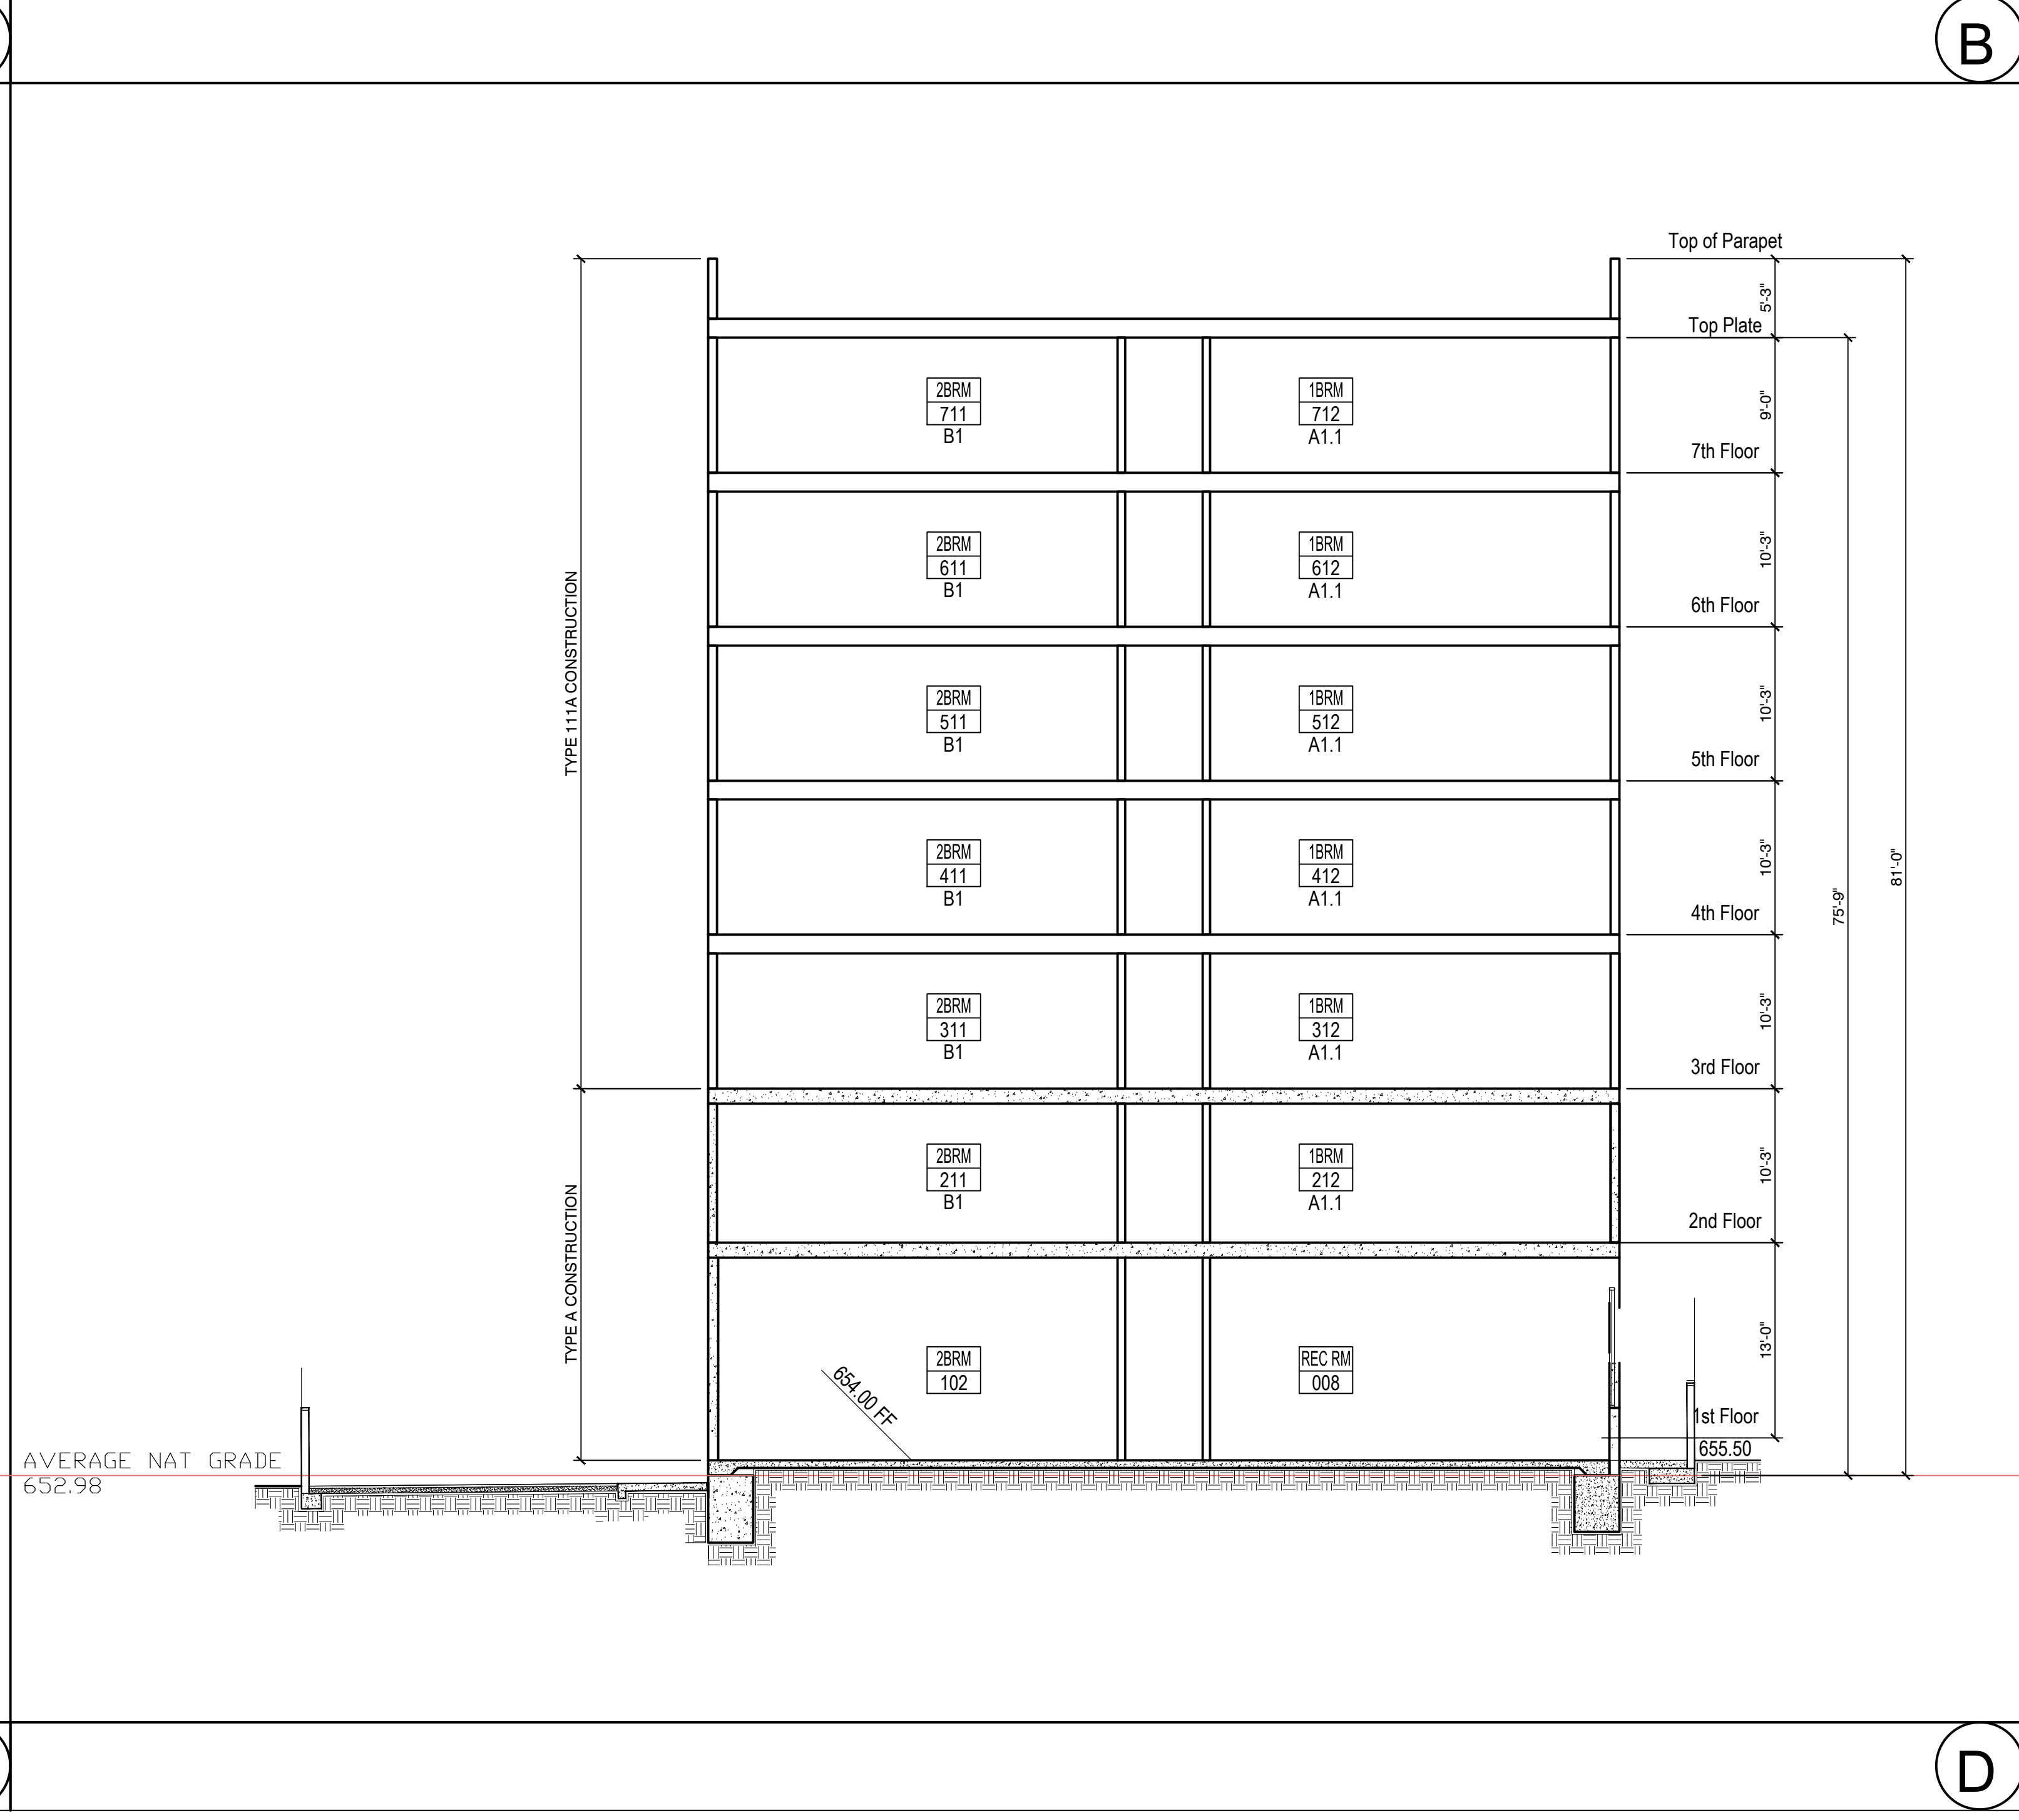 B
Top of Parapet
5'-3"
Top Plate
2BRM
711
B1
1BRM
712
A1.1
9'-0"
7th Floor
2BRM
611
B1
1BRM
612
A1.1
10'-3"
6th Floor
TYPE 111A CONSTRUCTION
2BRM
511
B1
1BRM
512
A1.1
10'-3"
5th Floor
2BRM
411
B1
1BRM
412
A1.1
10'-3"
4th Floor
75'-9"
81'-0"
2BRM
311
B1
1BRM
312
A1.1
10'-3"
3rd Floor
2BRM
211
B1
1BRM
212
A1.1
10'-3"
2nd Floor
TYPE A CONSTRUCTION
2BRM
102
REC RM
008
13'-0"
654.00 FF
1st Floor
655.50
AVERAGE NAT GRADE
652.98
D